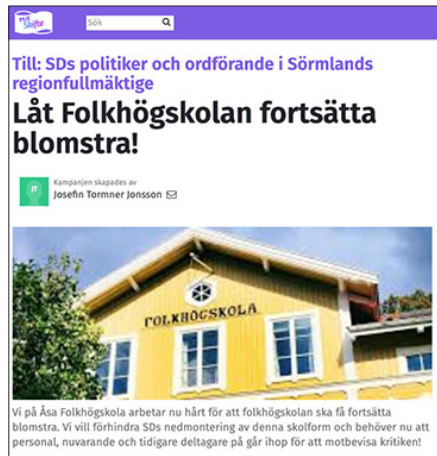 Mitt
Skifte
Sök
Till: SDs politiker och ordförande i Sörmlands
regionfullmäktige
Låt Folkhögskolan fortsätta
blomstra!
JT
Kampanjen skapades av
Josefin Tormner Jonsson
FOLKHÖGSKOLA
Vi på Åsa Folkhögskola arbetar nu hårt för att folkhögskolan ska få fortsätta
blomstra. Vi vill förhindra SDs nedmontering av denna skolform och behöver nu att
personal, nuvarande och tidigare deltagare på går ihop för att motbevisa kritiken!